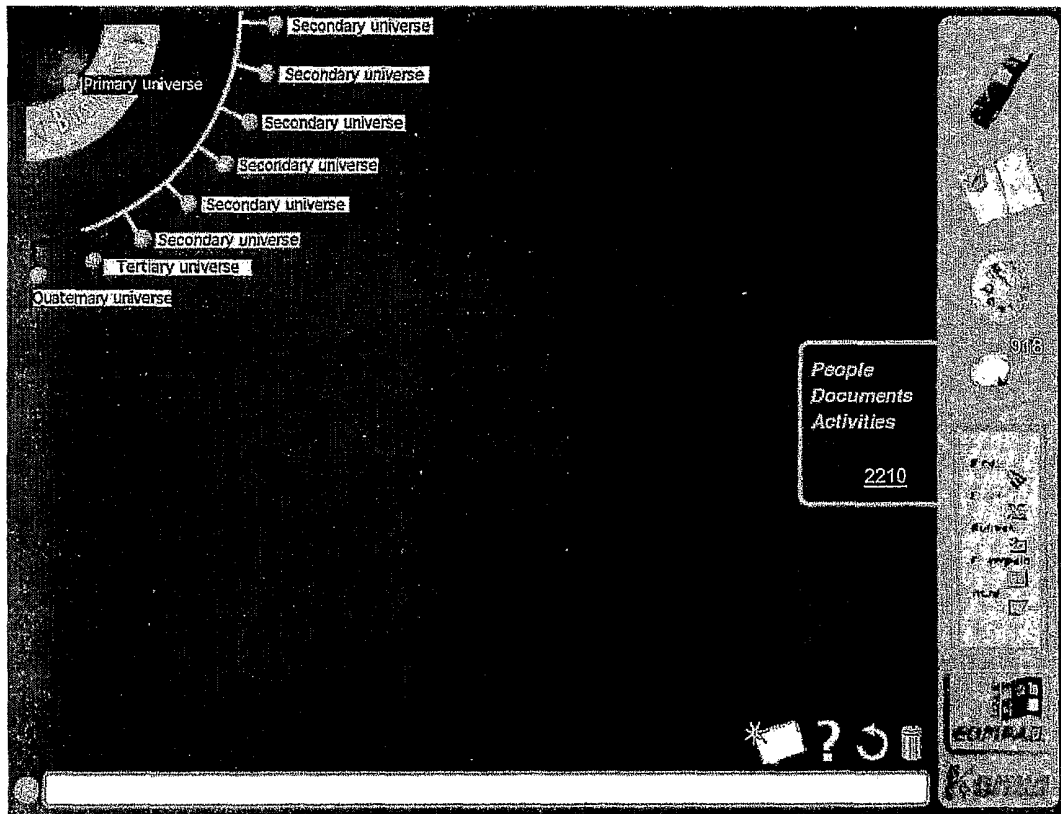 Secondary universe
Secondary universe
Primary universe
Secondary universe
Secondary universe
Secondary universe
Secondary universe
Tertiary universe
Quaternary universe
918
People
Documents
Activities
2210
?
COMPAQ